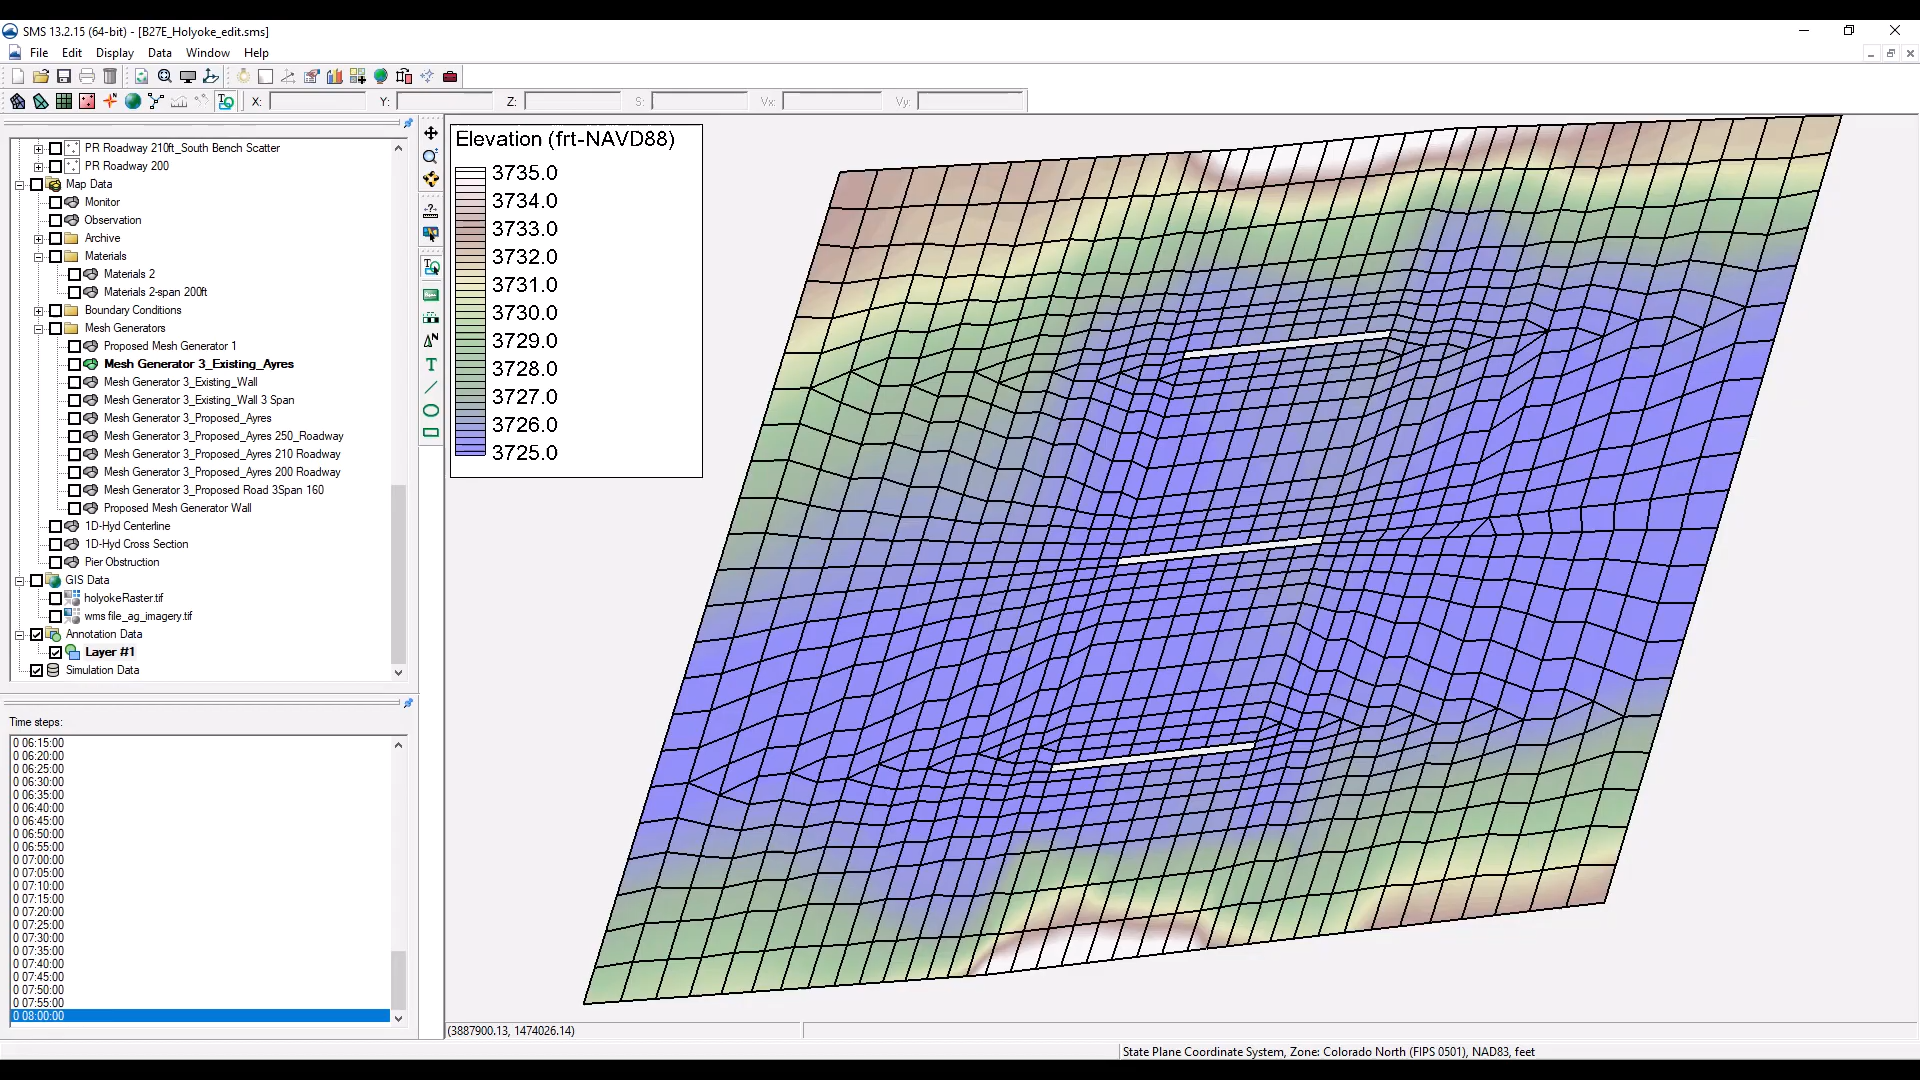 SMS 13.2.15 (64-bit) - [B27E_Holyoke_edit.sms]
File Edit Display Data Window Help
X: Y: Z: S: Vx: Vy:
PR Roadway 210ft_South Bench Scatter
PR Roadway 200
Map Data
Monitor
Observation
Archive
Materials
Materials 2
Materials 2-span 200ft
Boundary Conditions
Mesh Generators
Proposed Mesh Generator 1
Mesh Generator 3_Existing_Ayres
Mesh Generator 3_Existing_Wall
Mesh Generator 3_Existing_Wall 3 Span
Mesh Generator 3_Proposed_Ayres
Mesh Generator 3_Proposed_Ayres 250_Roadway
Mesh Generator 3_Proposed_Ayres 210 Roadway
Mesh Generator 3_Proposed_Ayres 200 Roadway
Mesh Generator 3_Proposed Road 3Span 160
Proposed Mesh Generator Wall
1D-Hyd Centerline
1D-Hyd Cross Section
Pier Obstruction
GIS Data
holyokeRaster.tif
wms file_ag_imagery.tif
Annotation Data
Layer #1
Simulation Data
Time steps:
0 06:15:00
0 06:20:00
0 06:25:00
0 06:30:00
0 06:35:00
0 06:40:00
0 06:45:00
0 06:50:00
0 06:55:00
0 07:00:00
0 07:05:00
0 07:10:00
0 07:15:00
0 07:20:00
0 07:25:00
0 07:30:00
0 07:35:00
0 07:40:00
0 07:45:00
0 07:50:00
0 07:55:00
0 08:00:00
Elevation (frt-NAVD88)
3735.0
3734.0
3733.0
3732.0
3731.0
3730.0
3729.0
3728.0
3727.0
3726.0
3725.0
(3887900.13, 1474026.14)
State Plane Coordinate System, Zone: Colorado North (FIPS 0501), NAD83, feet